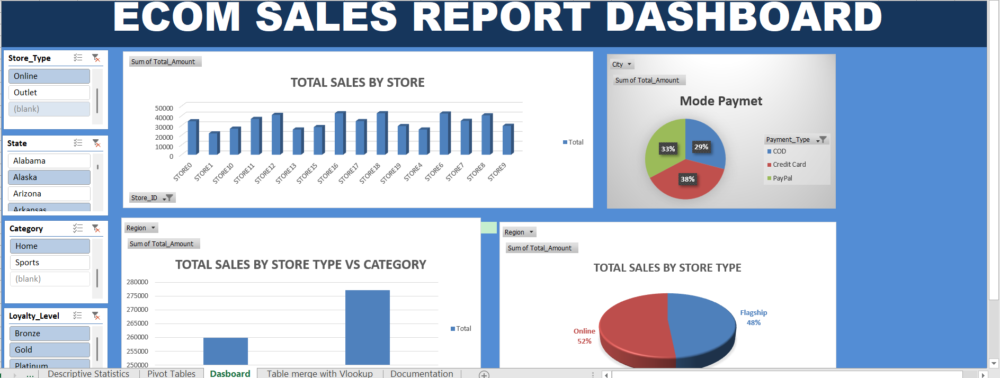 ECOM SALES REPORT DASHBOARD
Store_Type
Online
Outlet
(blank)
State
Alabama
Alaska
Arizona
Arkansas
Category
Home
Sports
(blank)
Loyalty_Level
Bronze
Gold
Platinum
Sum of Total_Amount
TOTAL SALES BY STORE
50000
40000
30000
20000
10000
0
STORE0
STORE1
STORE10
STORE11
STORE12
STORE13
STORE15
STORE16
STORE17
STORE18
STORE19
STORE4
STORE6
STORE7
STORE8
STORE9
Total
Store_ID
City
Sum of Total_Amount
Mode Paymet
33%
29%
38%
Payment_Type
COD
Credit Card
PayPal
Region
Sum of Total_Amount
TOTAL SALES BY STORE TYPE VS CATEGORY
280000
275000
270000
265000
260000
255000
250000
Total
Region
Sum of Total_Amount
TOTAL SALES BY STORE TYPE
Flagship
48%
Online
52%
... Descriptive Statistics Pivot Tables Dasboard Table merge with Vlookup Documentation